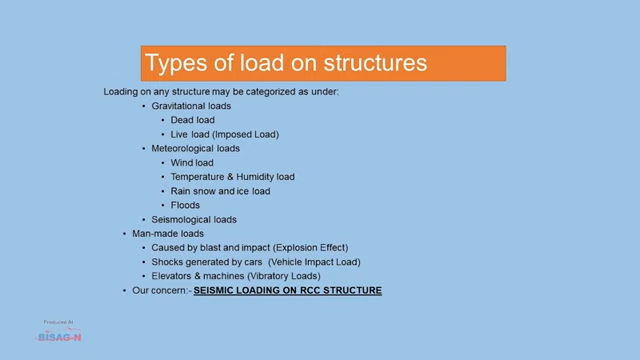 Types of load on structures
Loading on any structure may be categorized as under:
• Gravitational loads
• Dead load
• Live load (Imposed Load)
• Meteorological loads
• Wind load
• Temperature & Humidity load
• Rain snow and ice load
• Floods
• Seismological loads
• Man-made loads
• Caused by blast and impact (Explosion Effect)
• Shocks generated by cars (Vehicle Impact Load)
• Elevators & machines (Vibratory Loads)
• Our concern:- SEISMIC LOADING ON RCC STRUCTURE
Produced At
BISAG-N